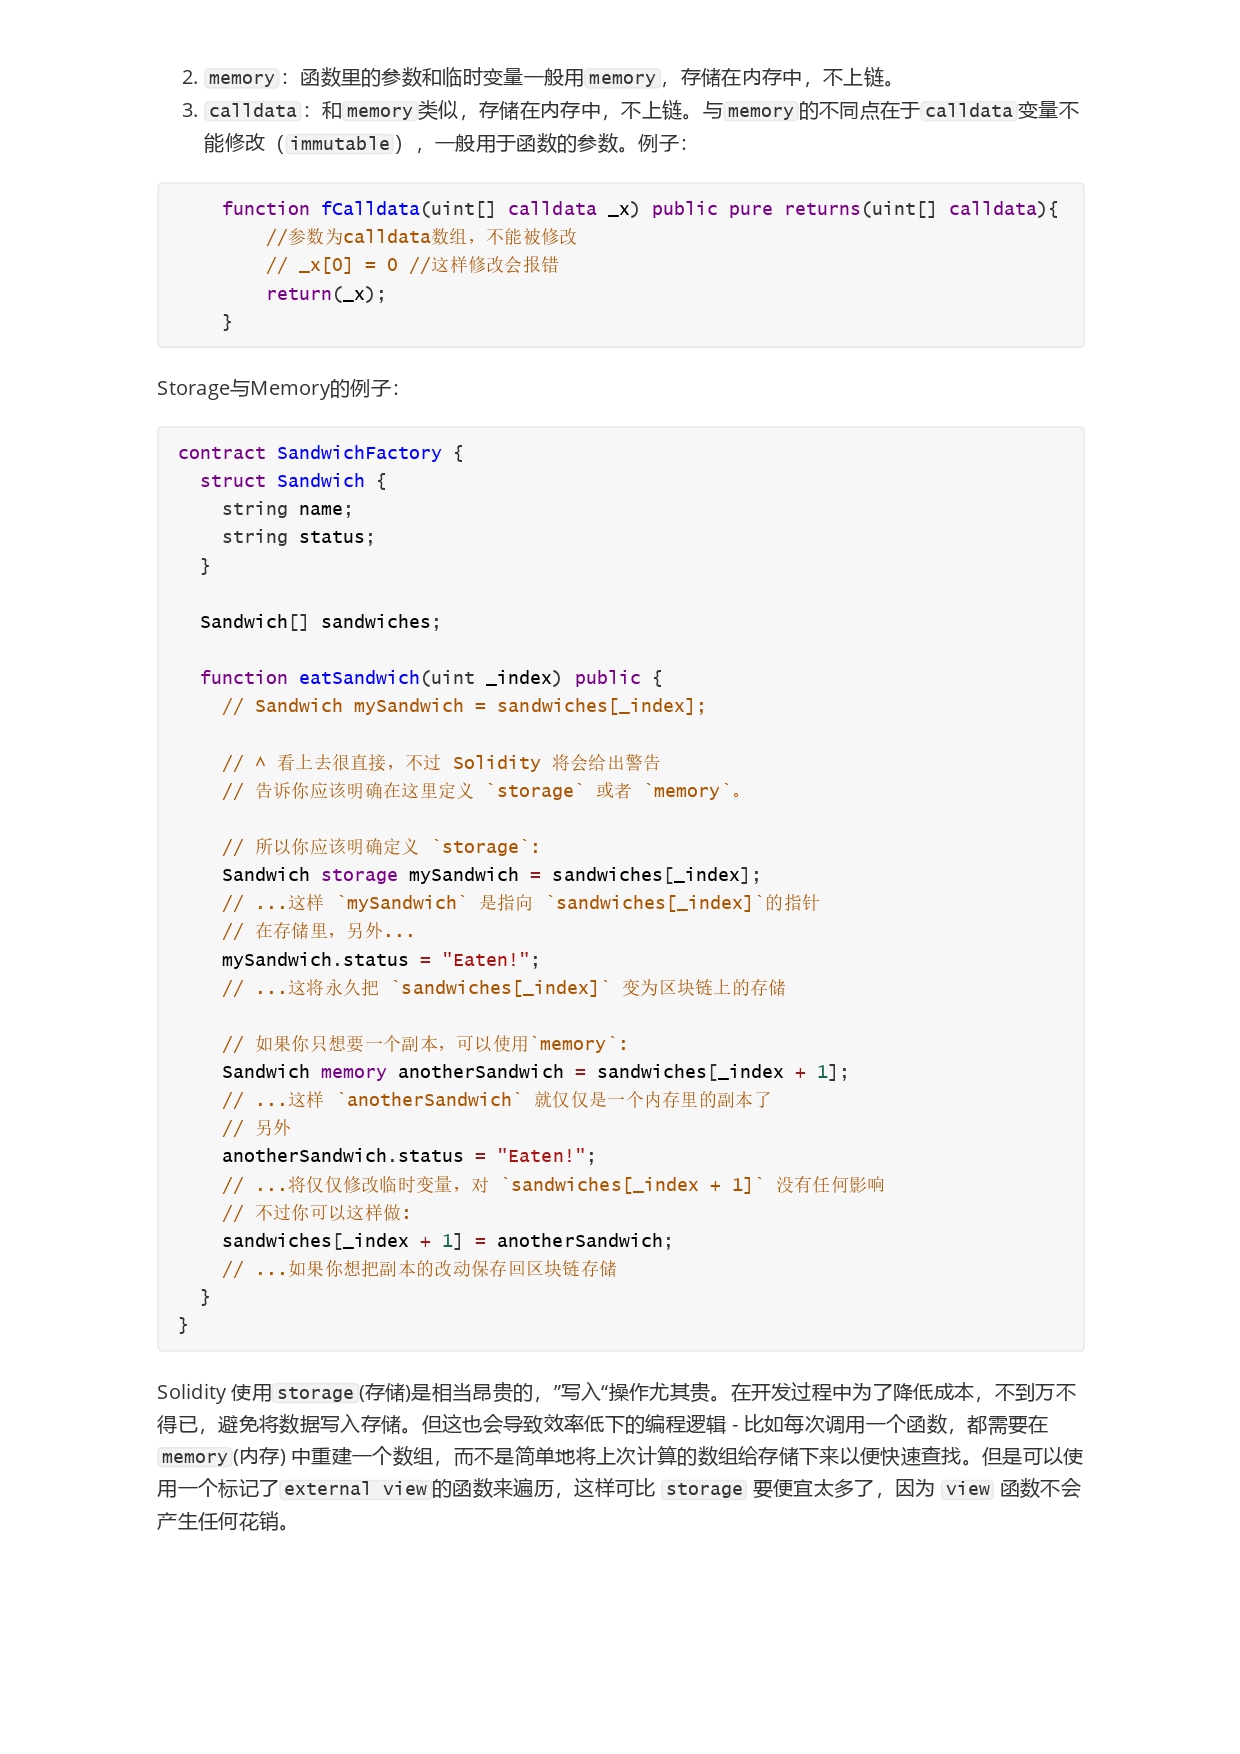 2. memory：函数里的参数和临时变量一般用memory，存储在内存中，不上链。
3. calldata：和memory类似，存储在内存中，不上链。与memory的不同点在于calldata变量不
能修改（immutable），一般用于函数的参数。例子：
function fCalldata(uint[] calldata _x) public pure returns(uint[] calldata){
//参数为calldata数组，不能被修改
// _x[0] = 0 //这样修改会报错
return(_x);
}
Storage与Memory的例子：
contract SandwichFactory {
struct Sandwich {
string name;
string status;
}
Sandwich[] sandwiches;
function eatSandwich(uint _index) public {
// Sandwich mySandwich = sandwiches[_index];
// ^ 看上去很直接，不过 Solidity 将会给出警告
// 告诉你应该明确在这里定义 `storage` 或者 `memory`。
// 所以你应该明确定义 `storage`:
Sandwich storage mySandwich = sandwiches[_index];
// ...这样 `mySandwich` 是指向 `sandwiches[_index]`的指针
// 在存储里，另外...
mySandwich.status = "Eaten!";
// ...这将永久把 `sandwiches[_index]` 变为区块链上的存储
// 如果你只想要一个副本，可以使用`memory`:
Sandwich memory anotherSandwich = sandwiches[_index + 1];
// ...这样 `anotherSandwich` 就仅仅是一个内存里的副本了
// 另外
anotherSandwich.status = "Eaten!";
// ...将仅仅修改临时变量，对 `sandwiches[_index + 1]` 没有任何影响
// 不过你可以这样做:
sandwiches[_index + 1] = anotherSandwich;
// ...如果你想把副本的改动保存回区块链存储
}
}
Solidity 使用storage(存储)是相当昂贵的，”写入“操作尤其贵。在开发过程中为了降低成本，不到万不
得已，避免将数据写入存储。但这也会导致效率低下的编程逻辑 - 比如每次调用一个函数，都需要在
memory(内存) 中重建一个数组，而不是简单地将上次计算的数组给存储下来以便快速查找。但是可以使
用一个标记了external view的函数来遍历，这样可比 storage 要便宜太多了，因为 view 函数不会
产生任何花销。